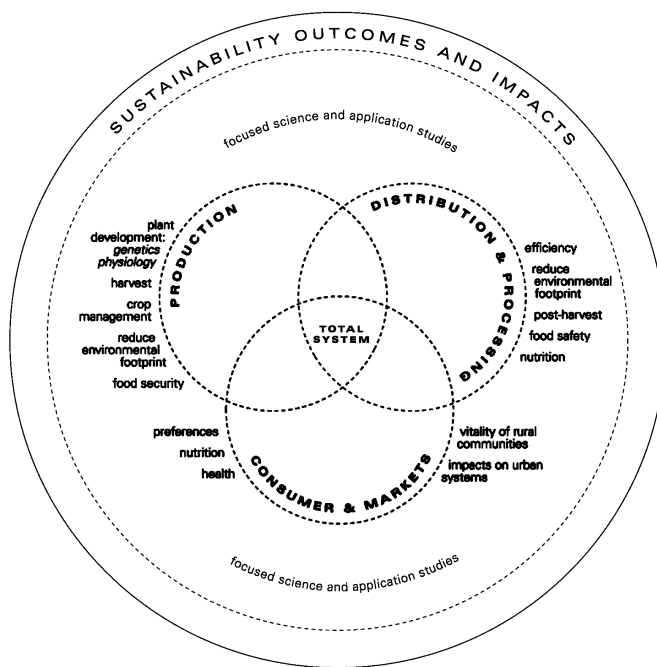 SUSTAINABILITY OUTCOMES AND IMPACTS
focused science and application studies
PRODUCTION
plant
development:
genetics
physiology
harvest
crop
management
reduce
environmental
footprint
food security
DISTRIBUTION & PROCESSING
efficiency
reduce
environmental
footprint
post-harvest
food safety
nutrition
TOTAL
SYSTEM
preferences
nutrition
health
CONSUMER & MARKETS
vitality of rural
communities
impacts on urban
systems
focused science and application studies